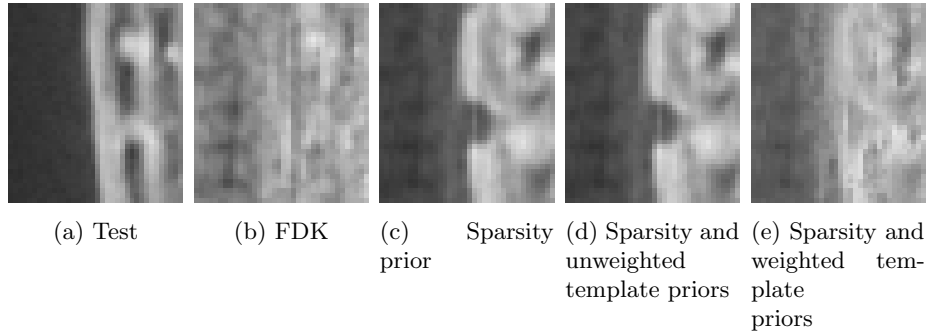 (a) Test
(b) FDK
(c) Sparsity
prior
(d) Sparsity and
unweighted
template priors
(e) Sparsity and
weighted tem-
plate
priors